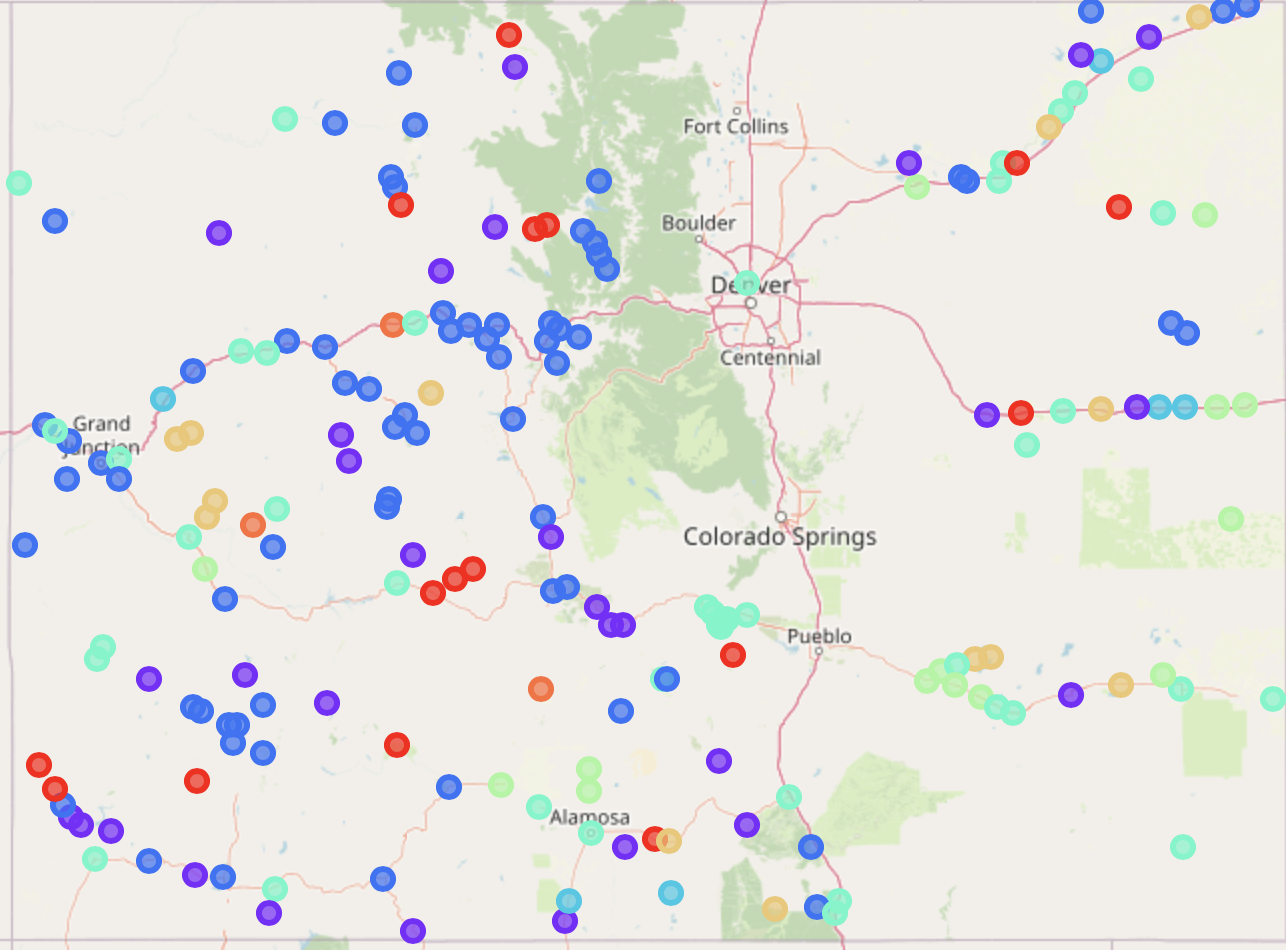 Fort Collins
Boulder
Denver
Centennial
Grand
Junction
Colorado Springs
Pueblo
Alamosa